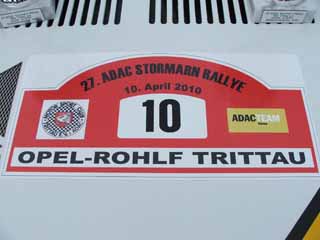 27. ADAC STORMARN RALLYE
10. April 2010
10
ADAC TEAM
OPEL-ROHLF TRITTAU